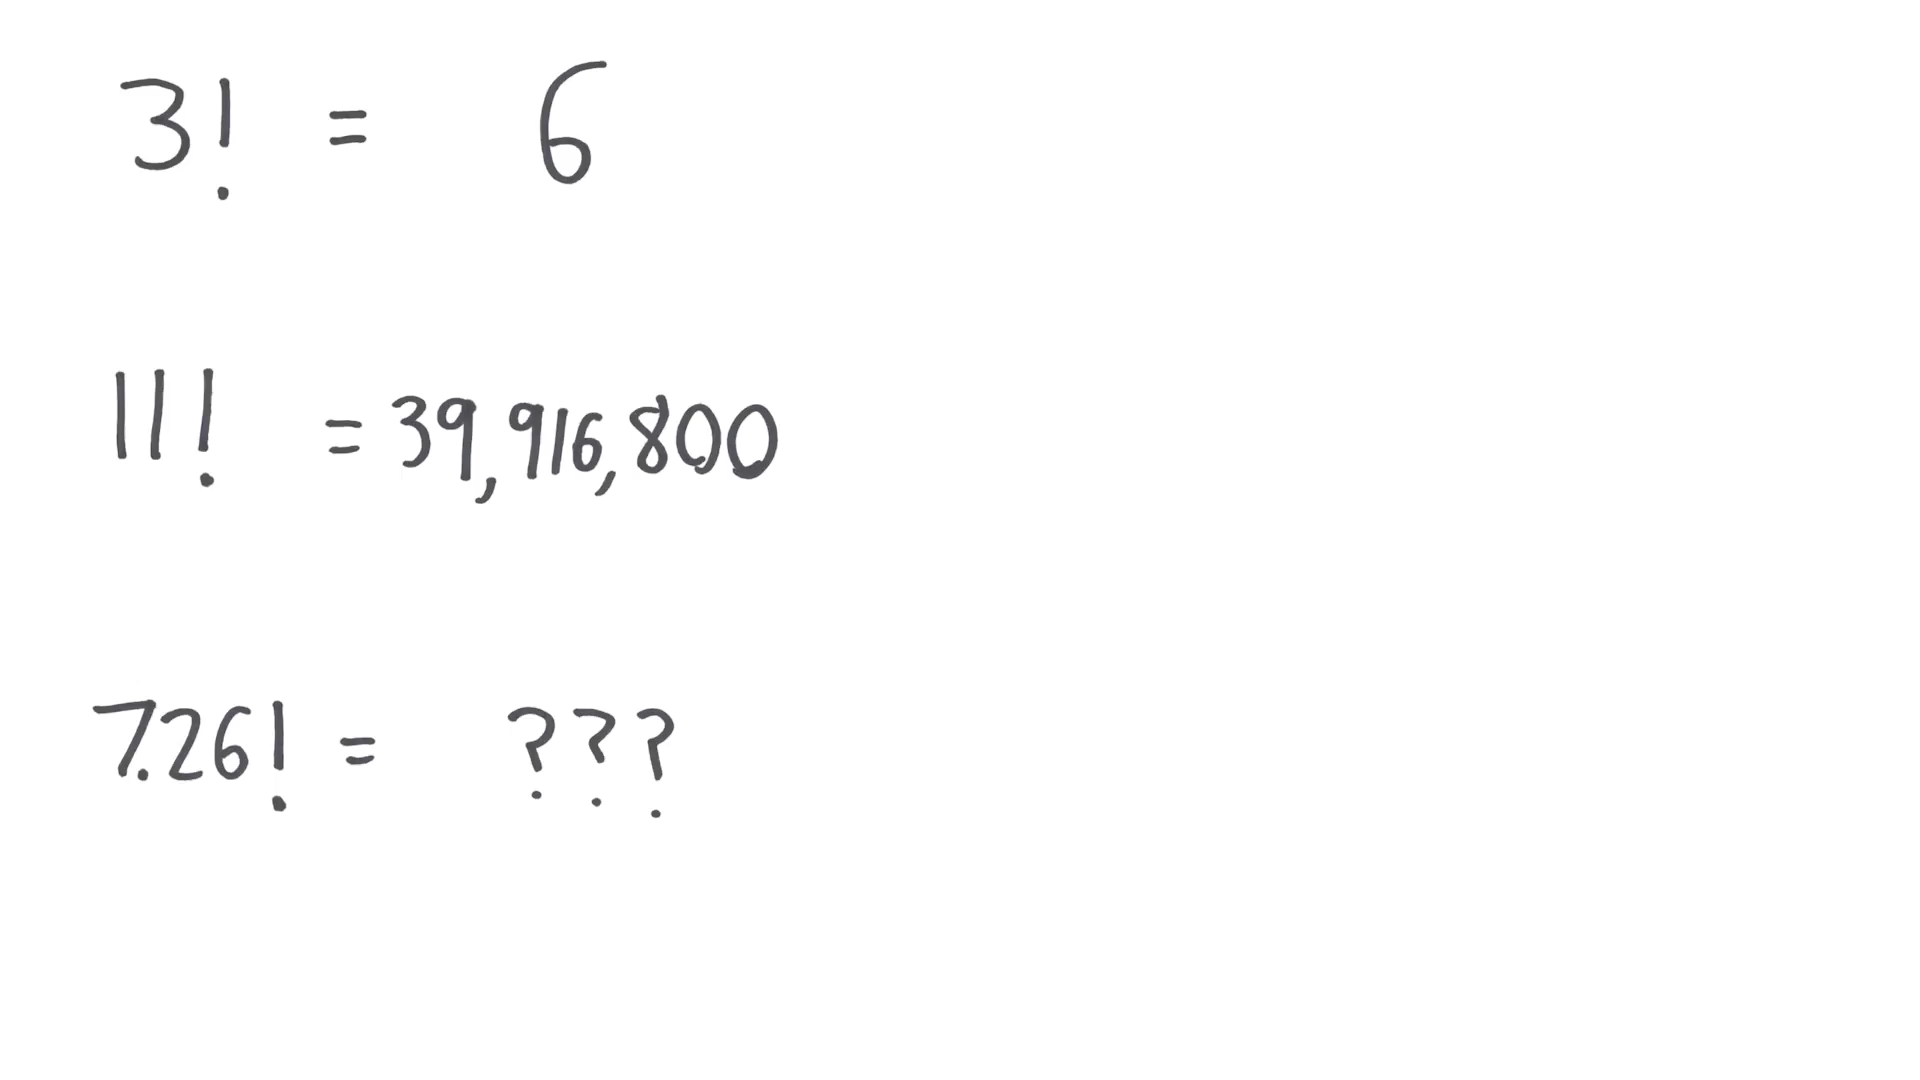 3! = 6
11! = 39,916,800
7.26! = ???